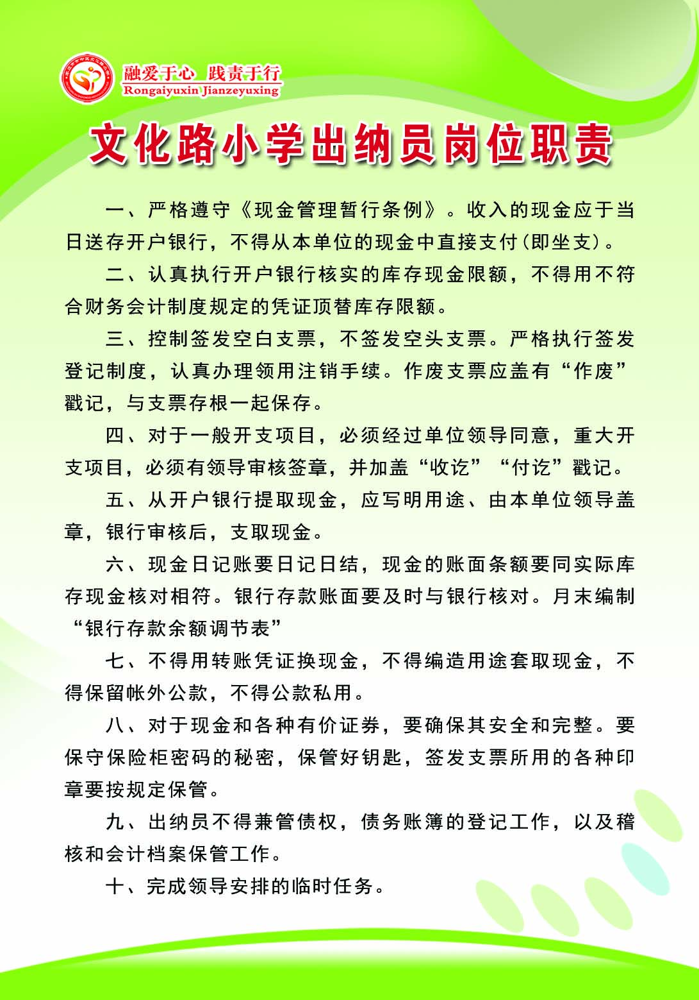 融爱于心 践责于行
Rongaiyuxin Jianzeyuxing
文化路小学出纳员岗位职责
一、严格遵守《现金管理暂行条例》。收入的现金应于当
日送存开户银行，不得从本单位的现金中直接支付(即坐支)。
二、认真执行开户银行核实的库存现金限额，不得用不符
合财务会计制度规定的凭证顶替库存限额。
三、控制签发空白支票，不签发空头支票。严格执行签发
登记制度，认真办理领用注销手续。作废支票应盖有“作废”
戳记，与支票存根一起保存。
四、对于一般开支项目，必须经过单位领导同意，重大开
支项目，必须有领导审核签章，并加盖“收讫”“付讫”戳记。
五、从开户银行提取现金，应写明用途、由本单位领导盖
章，银行审核后，支取现金。
六、现金日记账要日记日结，现金的账面条额要同实际库
存现金核对相符。银行存款账面要及时与银行核对。月末编制
“银行存款余额调节表”
七、不得用转账凭证换现金，不得编造用途套取现金，不
得保留帐外公款，不得公款私用。
八、对于现金和各种有价证券，要确保其安全和完整。要
保守保险柜密码的秘密，保管好钥匙，签发支票所用的各种印
章要按规定保管。
九、出纳员不得兼管债权，债务账簿的登记工作，以及稽
核和会计档案保管工作。
十、完成领导安排的临时任务。